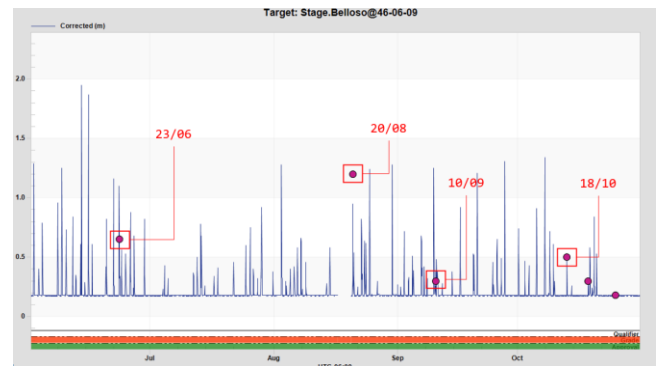 Target: Stage.Belloso@46-06-09
Corrected (m)
2.0
1.5
1.0
0.5
0
23/06
20/08
10/09
18/10
Qualifier
Jul
Aug
Sep
Oct